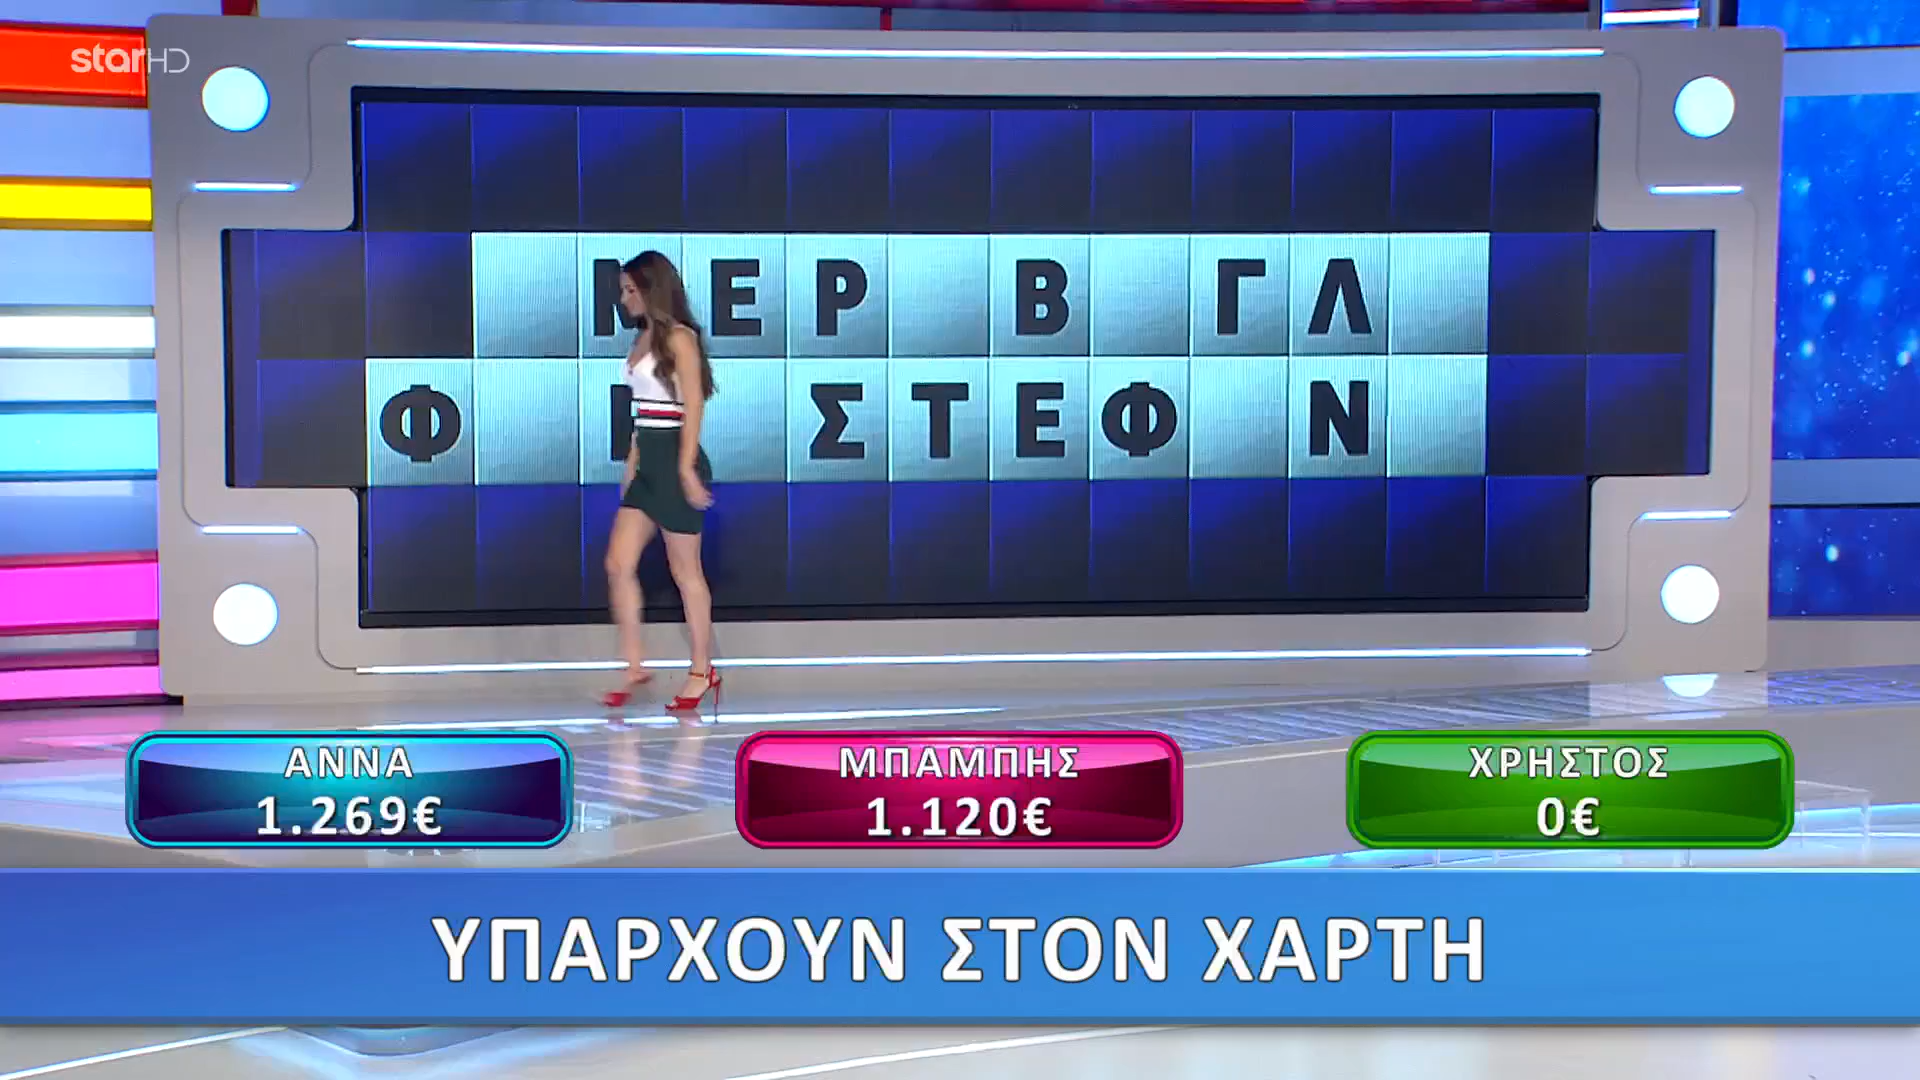 starHD
ΜΕΡ Β ΓΛ
Φ Ρ ΣΤΕΦ Ν
ΑΝΝΑ
1.269€
ΜΠΑΜΠΗΣ
1.120€
ΧΡΗΣΤΟΣ
0€
ΥΠΑΡΧΟΥΝ ΣΤΟΝ ΧΑΡΤΗ